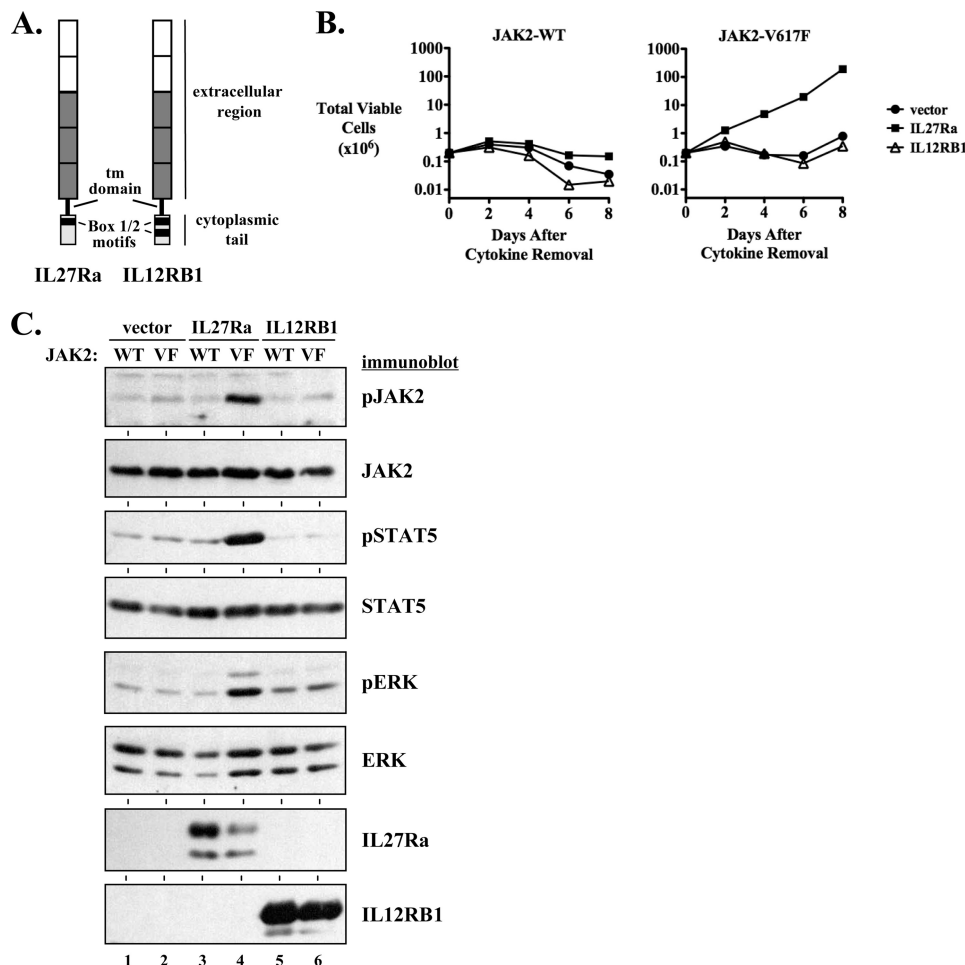 A.
extracellular
region
tm
domain
Box 1/2
motifs
cytoplasmic
tail
IL27Ra IL12RB1
B.
JAK2-WT
Total Viable
Cells
(x10⁶)
1000
100
10
1
0.1
0.01
0 2 4 6 8
Days After
Cytokine Removal
JAK2-V617F
1000
100
10
1
0.1
0.01
0 2 4 6 8
Days After
Cytokine Removal
vector
IL27Ra
IL12RB1
C.
vector IL27Ra IL12RB1
JAK2: WT VF WT VF WT VF
immunoblot
pJAK2
JAK2
pSTAT5
STAT5
pERK
ERK
IL27Ra
IL12RB1
1 2 3 4 5 6